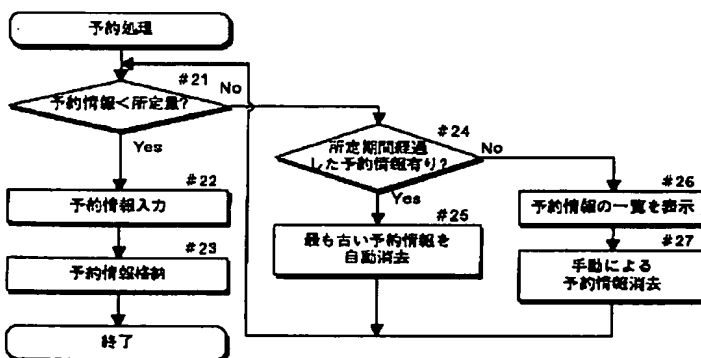 予約処理
#21
予約情報<所定量?
No
Yes
#22
予約情報入力
#23
予約情報格納
終了
#24
所定期間経過
した予約情報有り?
No
Yes
#25
最も古い予約情報を
自動消去
#26
予約情報の一覧を表示
#27
手動による
予約情報消去